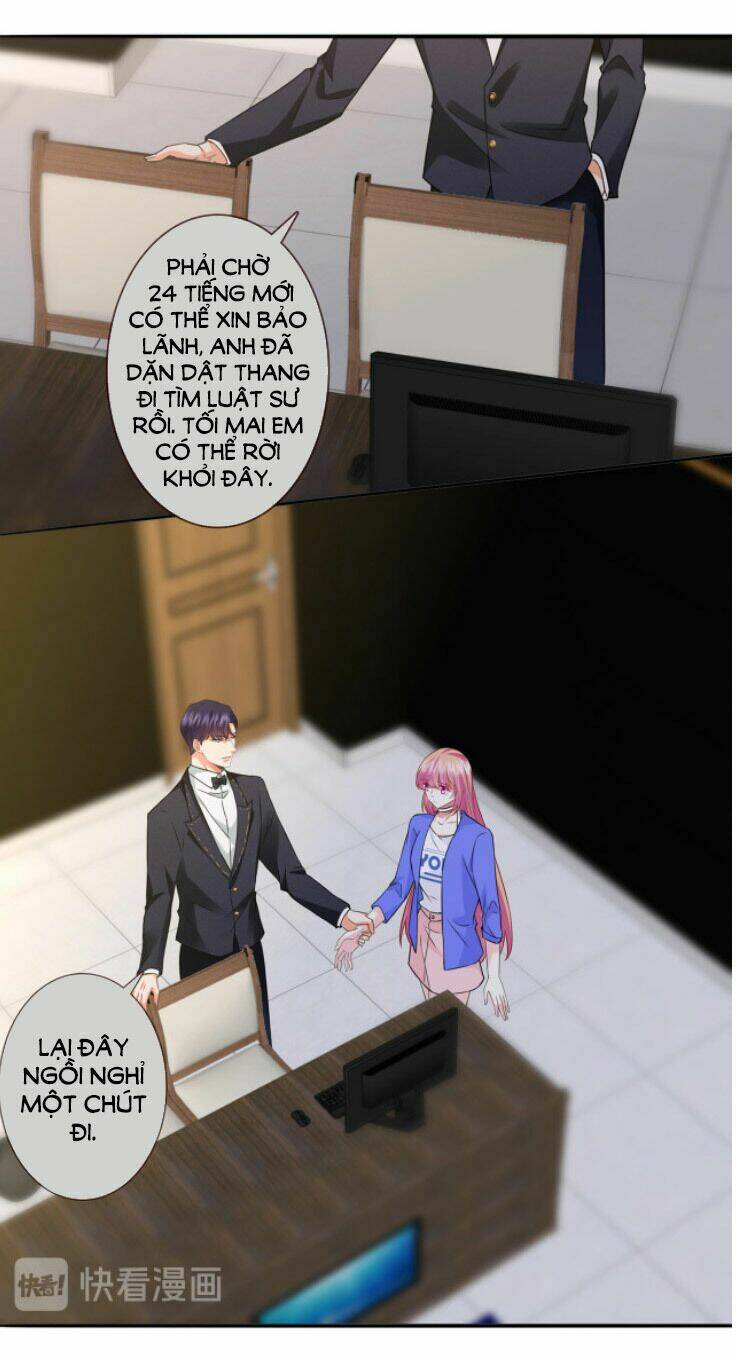 PHẢI CHỜ
24 TIẾNG MỚI
CÓ THỂ XIN BẢO
LÃNH, ANH ĐÃ
DẶN DẬT THANG
ĐI TÌM LUẬT SƯ
RỒI. TỐI MAI EM
CÓ THỂ RỜI
KHỎI ĐÂY.
YOU
LẠI ĐÂY
NGỒI NGHỈ
MỘT CHÚT
ĐI.
快看! 快看漫画